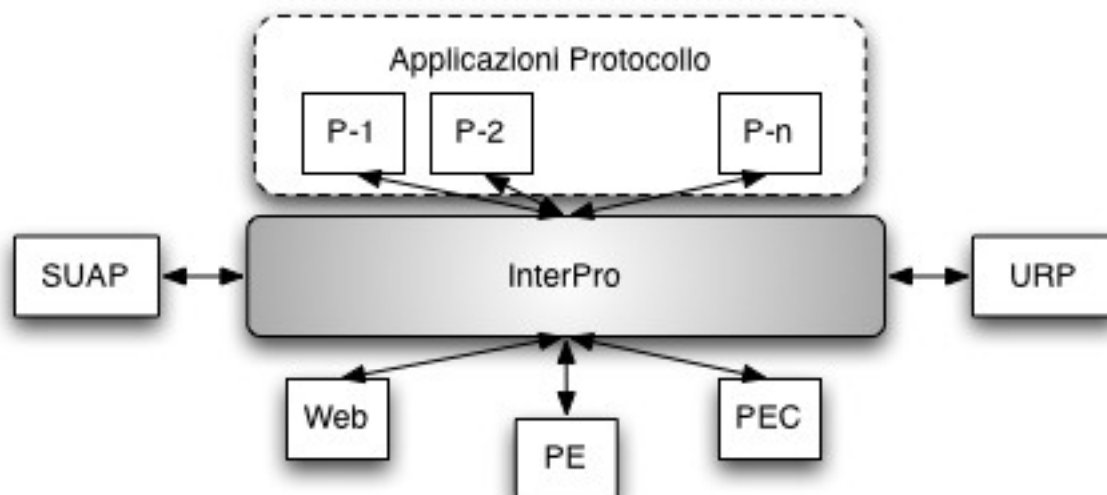 Applicazioni Protocollo
P-1 P-2 P-n
SUAP InterPro URP
Web PE PEC